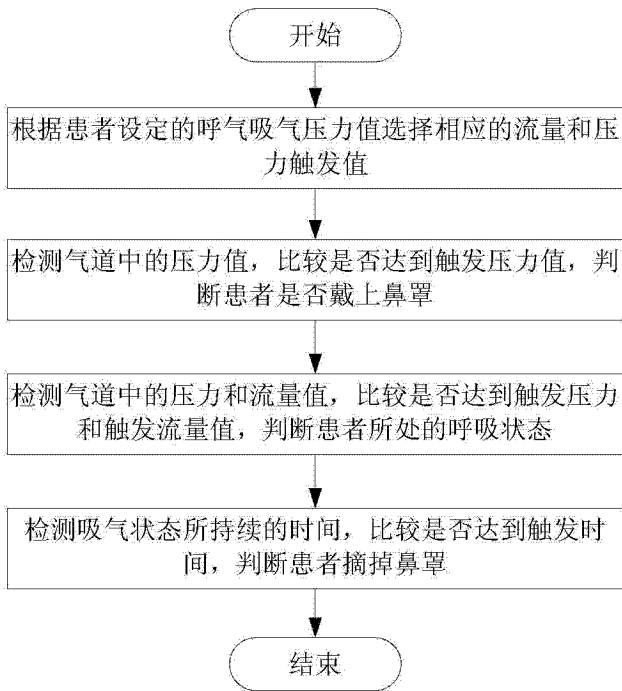 开始
根据患者设定的呼气吸气压力值选择相应的流量和压
力触发值
检测气道中的压力值，比较是否达到触发压力值，判
断患者是否戴上鼻罩
检测气道中的压力和流量值，比较是否达到触发压力
和触发流量值，判断患者所处的呼吸状态
检测吸气状态所持续的时间，比较是否达到触发时
间，判断患者摘掉鼻罩
结束